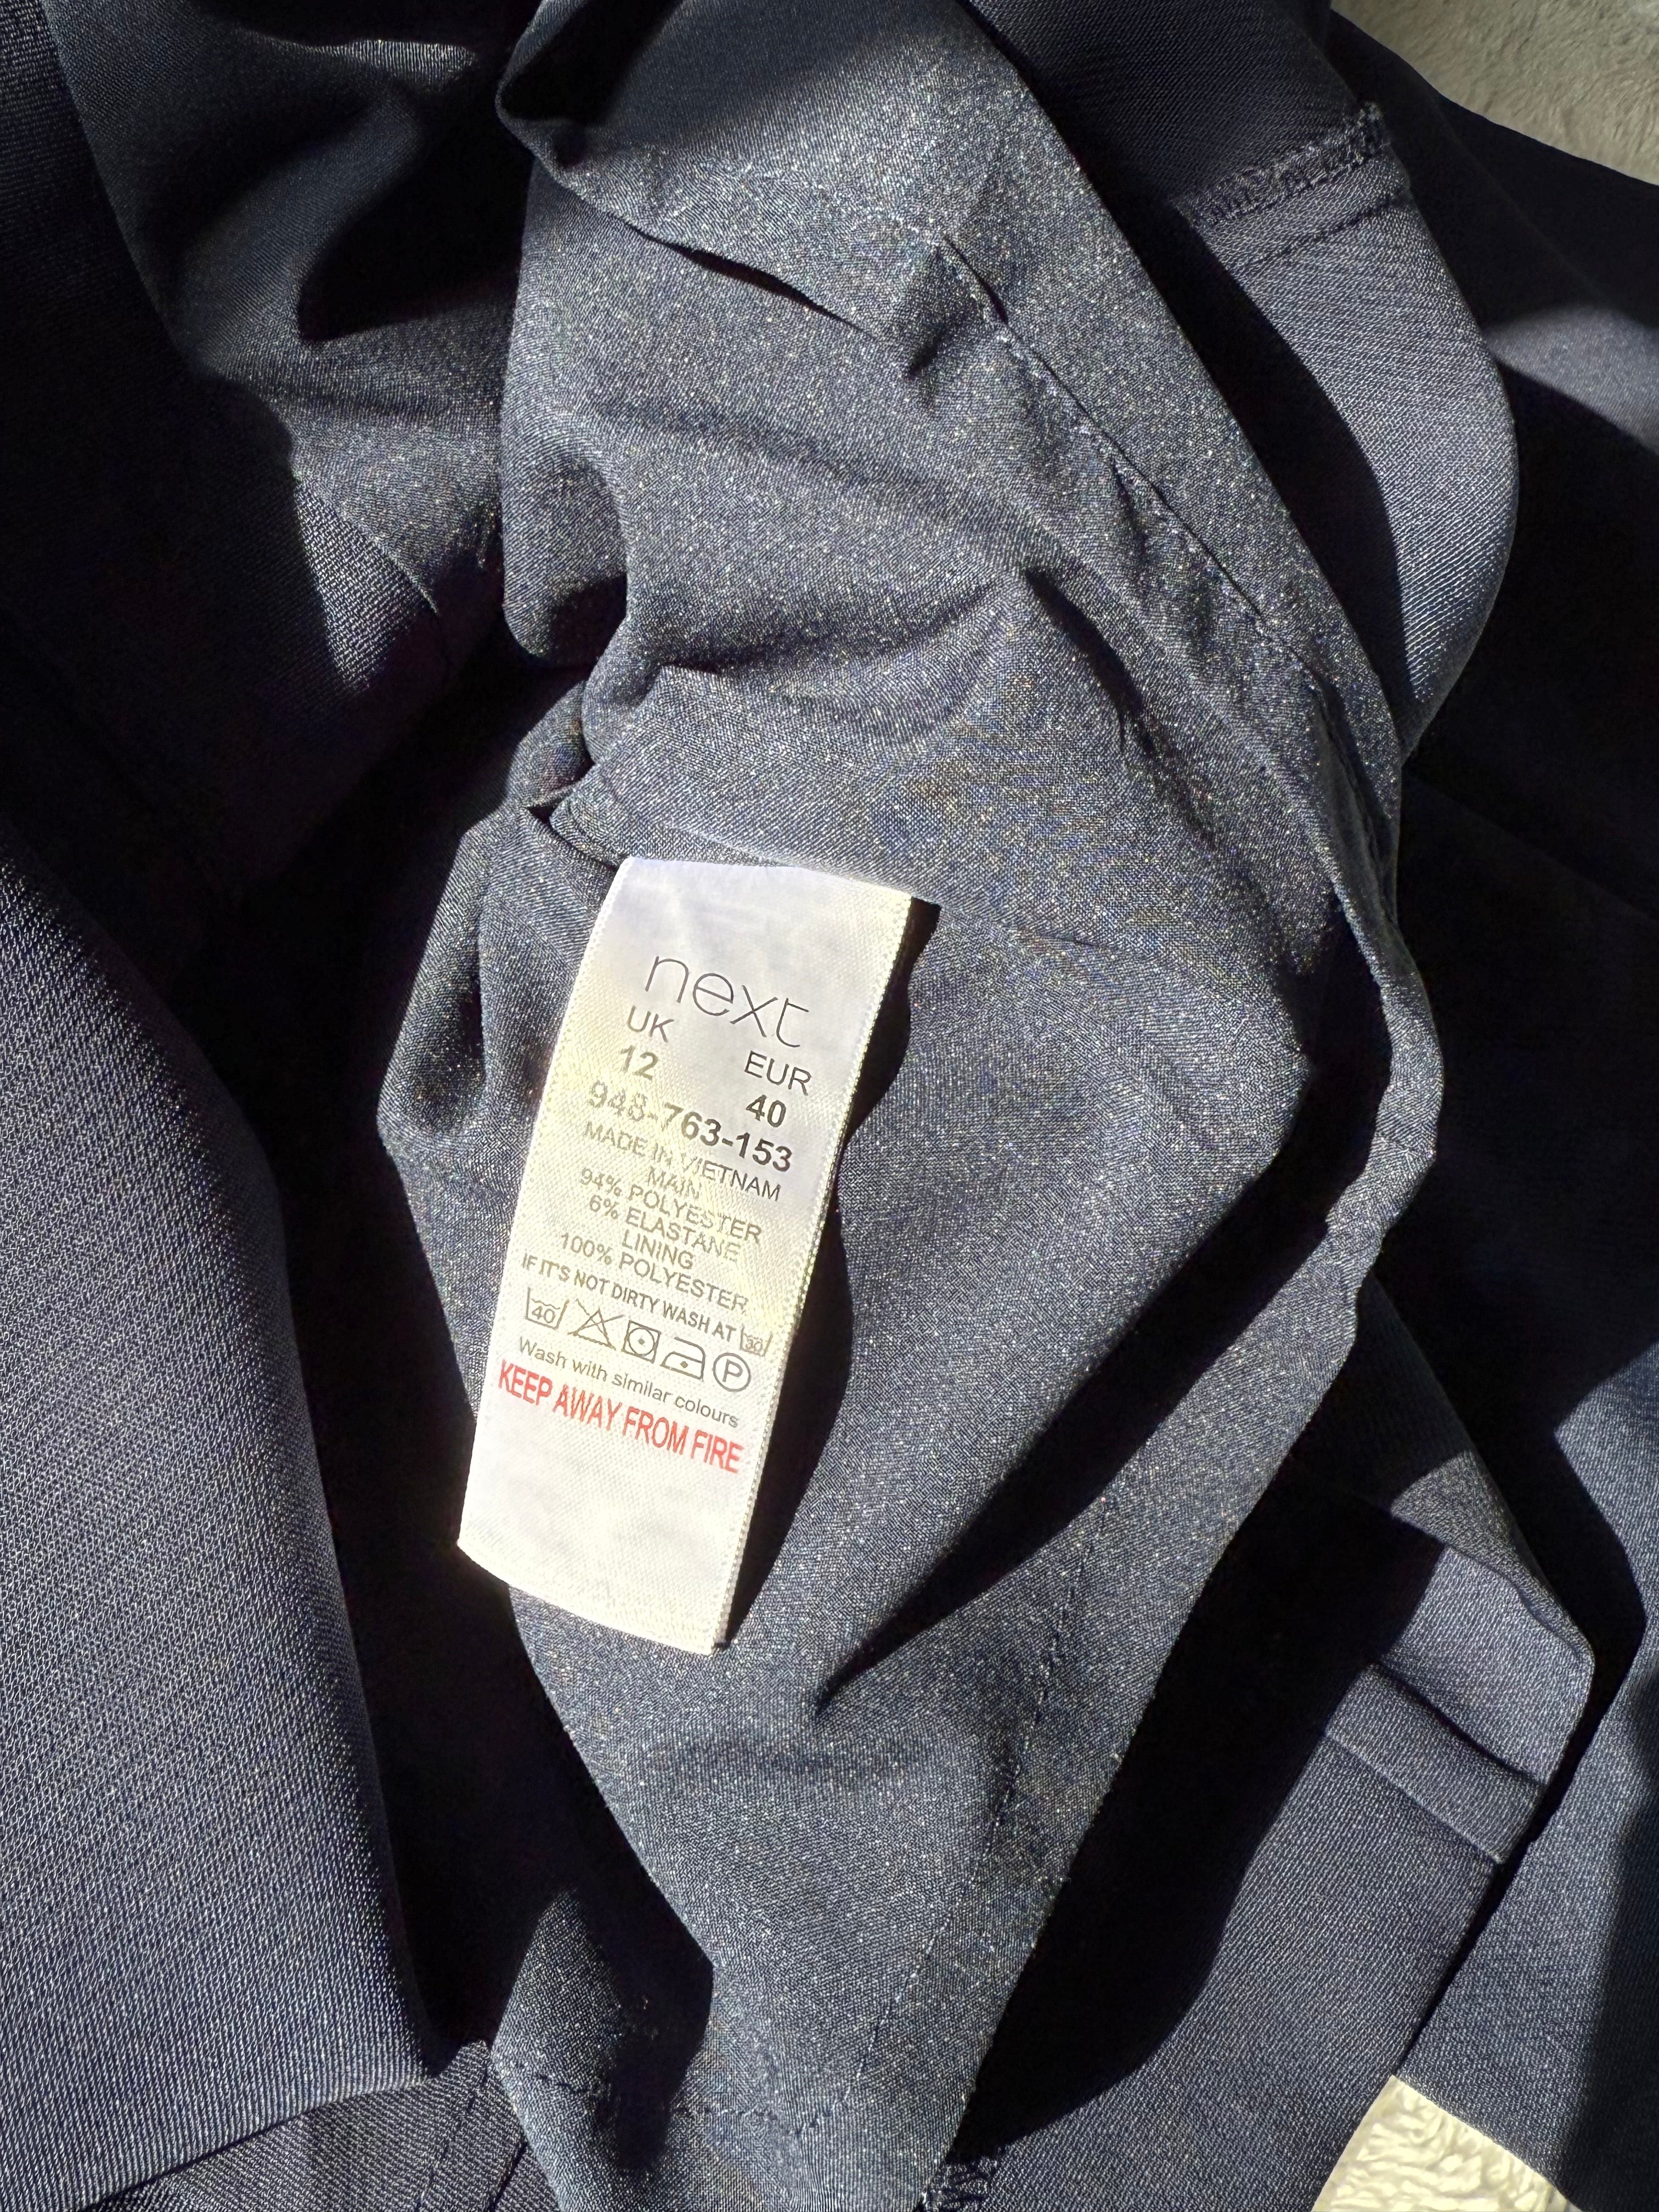 next
UK EUR
12 40
948-763-153
MADE IN VIETNAM
MAIN
94% POLYESTER
6% ELASTANE
LINING
100% POLYESTER
IF IT'S NOT DIRTY WASH AT 30
40 P
Wash with similar colours
KEEP AWAY FROM FIRE